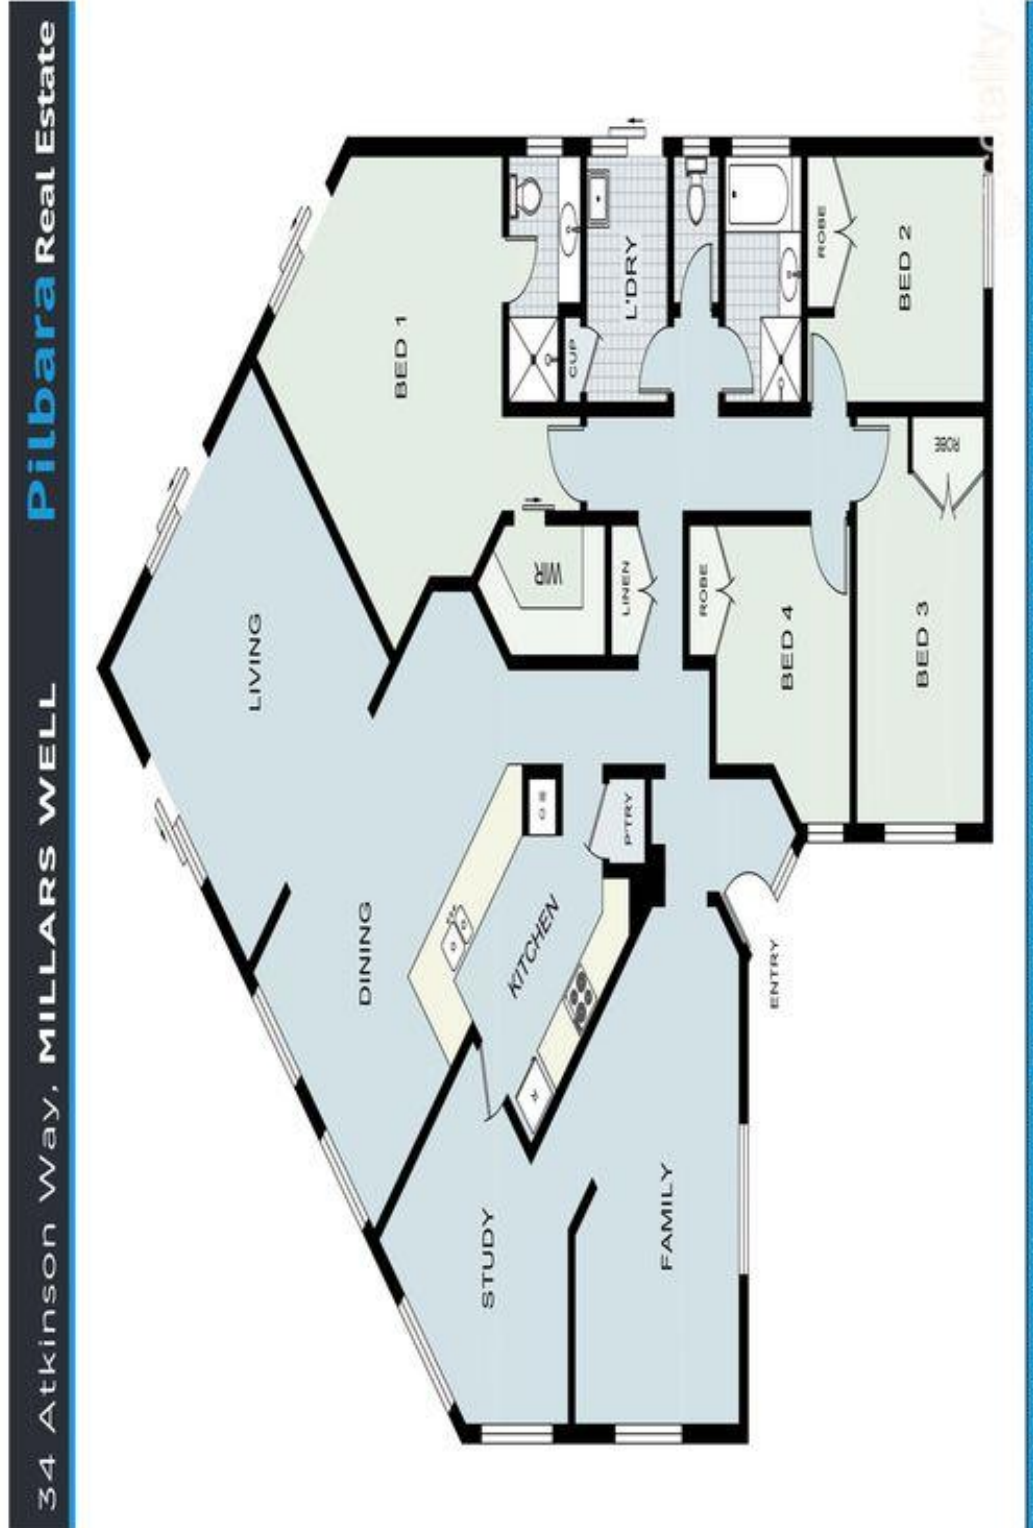 34 Atkinson Way, MILLARS WELL
Pilbara Real Estate
LIVING
BED 1
DINING
WIR
CUP
L'DRY
LINEN
ROBE
ROBE
BED 2
ROBE
BED 3
BED 4
KITCHEN
PTRY
R
STUDY
FAMILY
ENTRY